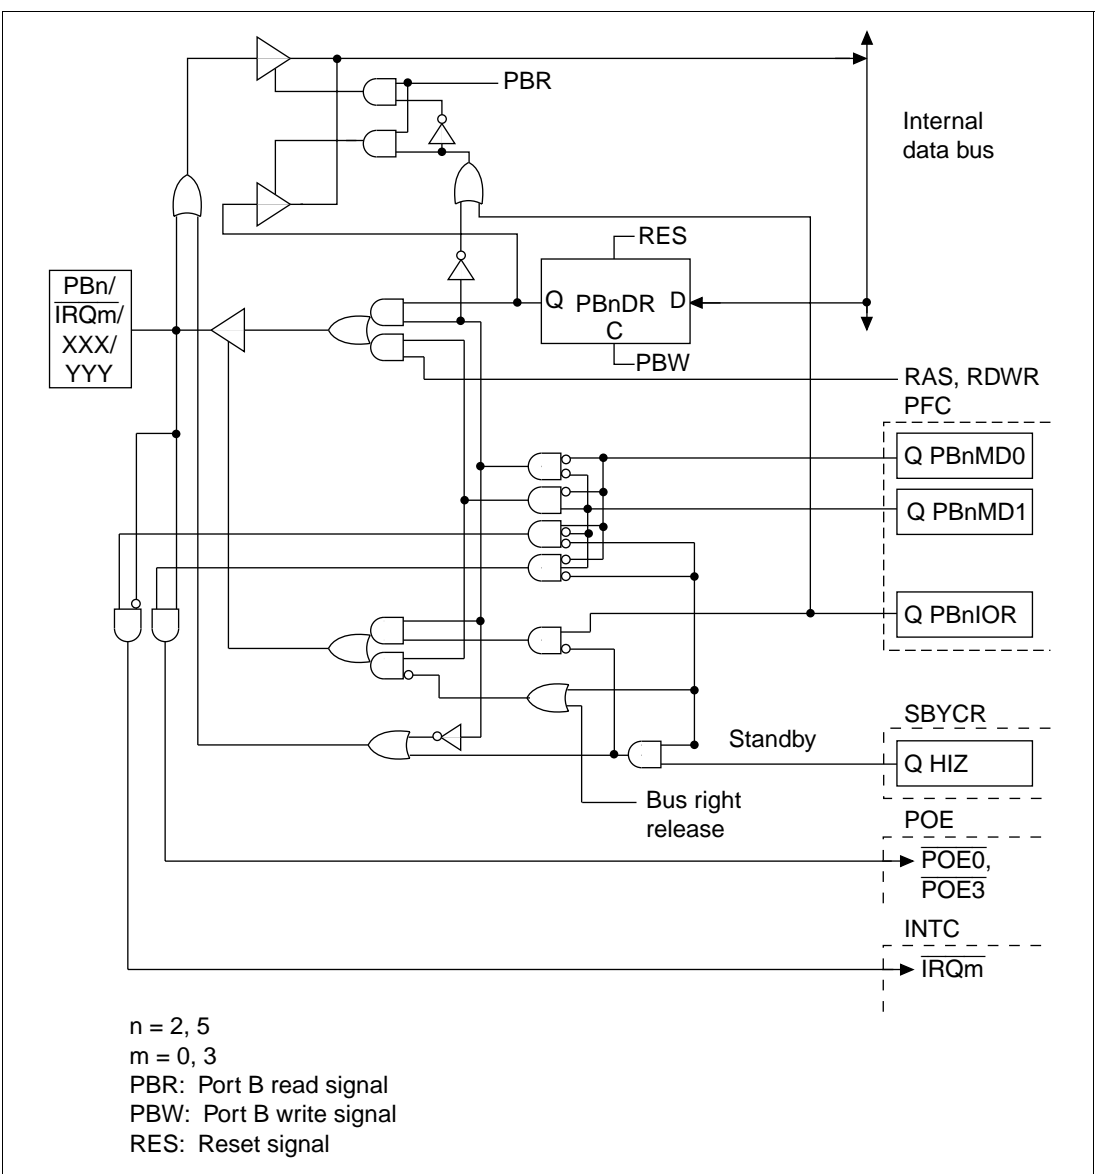 PBR
Internal
data bus
RES
Q PBnDR D
C
PBW
PBn/
IRQm/
XXX/
YYY
RAS, RDWR
PFC
Q PBnMD0
Q PBnMD1
Q PBnIOR
SBYCR
Standby
Q HIZ
Bus right
release
POE
POE0,
POE3
INTC
IRQm
n = 2, 5
m = 0, 3
PBR: Port B read signal
PBW: Port B write signal
RES: Reset signal